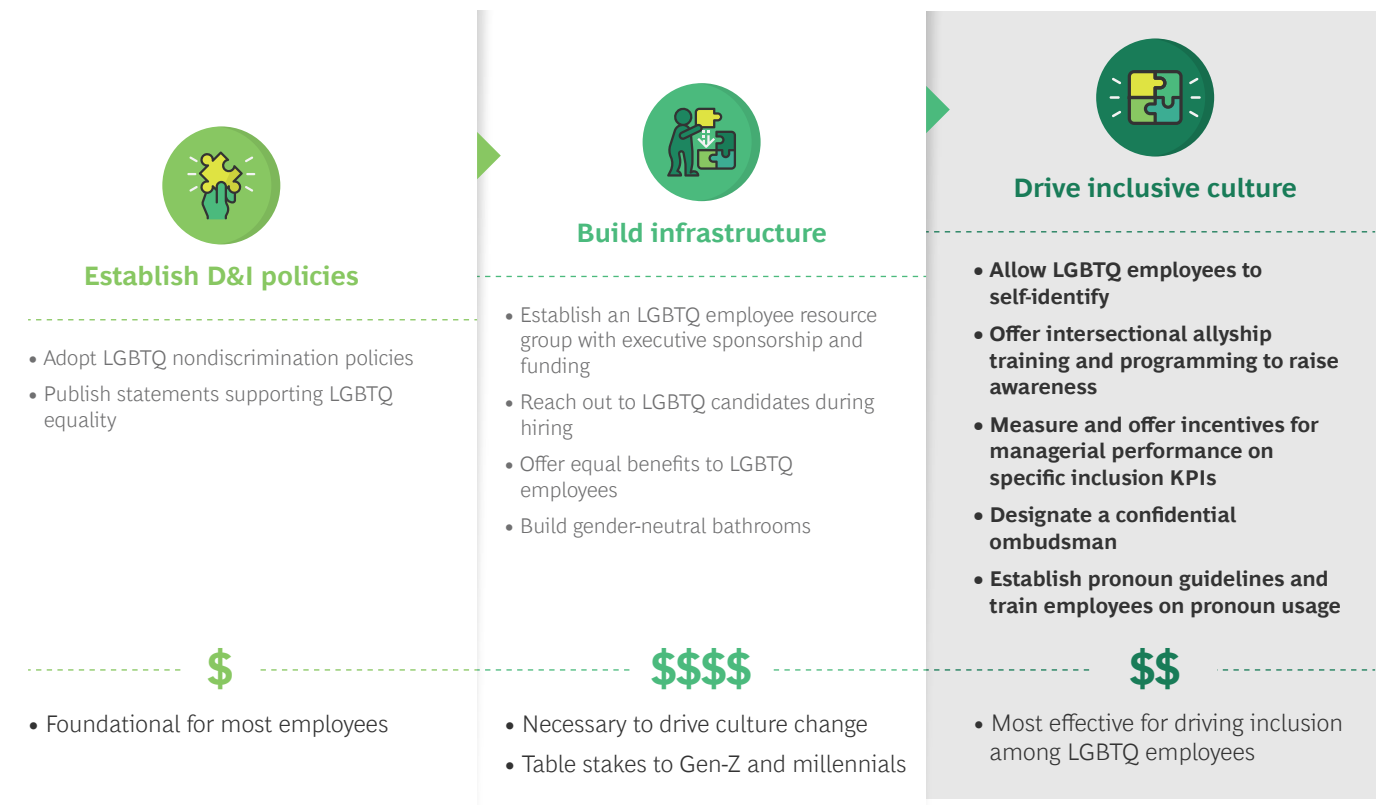 Establish D&I policies
• Adopt LGBTQ nondiscrimination policies
• Publish statements supporting LGBTQ
equality
$
• Foundational for most employees
Build infrastructure
• Establish an LGBTQ employee resource
group with executive sponsorship and
funding
• Reach out to LGBTQ candidates during
hiring
• Offer equal benefits to LGBTQ
employees
• Build gender-neutral bathrooms
$$$$
• Necessary to drive culture change
• Table stakes to Gen-Z and millennials
Drive inclusive culture
• Allow LGBTQ employees to
self-identify
• Offer intersectional allyship
training and programming to raise
awareness
• Measure and offer incentives for
managerial performance on
specific inclusion KPIs
• Designate a confidential
ombudsman
• Establish pronoun guidelines and
train employees on pronoun usage
$$
• Most effective for driving inclusion
among LGBTQ employees